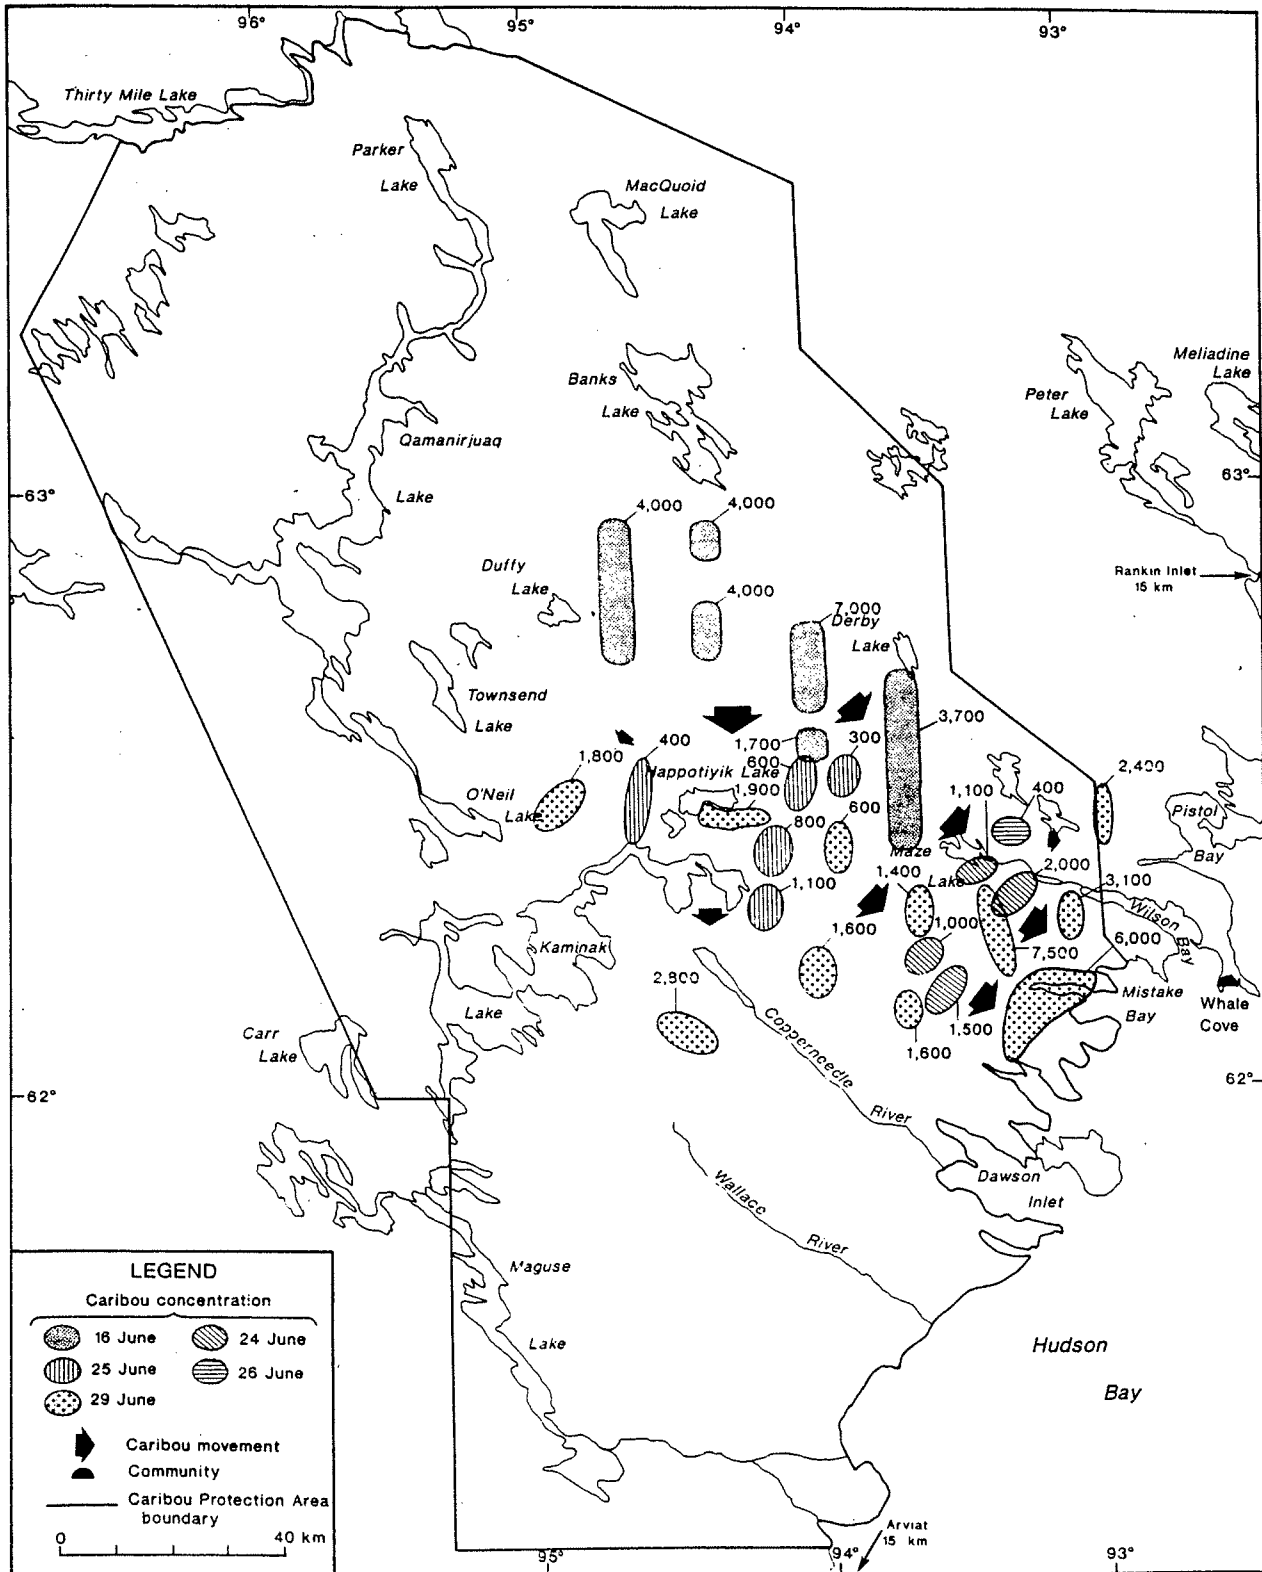 96°
95°
94°
93°
Thirty Mile Lake
Parker
Lake
MacQuoid
Lake
Meliadine
Lake
Peter
Lake
Banks
Lake
Qamanirjuaq
Lake
63°
63°
4,000
4,000
Duffy
Lake
4,000
Rankin Inlet
15 km
7,000
Derby
Lake
Townsend
Lake
3,700
400
1,700
300
1,800
600
Happotiyik Lake
1,900
2,400
1,100
400
O'Neil
Lake
Pistol
Bay
800
600
Maze
Lake
2,000
1,400
3,100
1,100
Wilson
Bay
Kaminak
Lake
1,600
1,000
7,500
6,000
2,800
Mistake
Bay
Whale
Cove
Carr
Lake
Copperneedle
River
1,500
1,600
62°
62°
Dawson
Inlet
Wallace
River
Maguse
Lake
Hudson
Bay
LEGEND
Caribou concentration
16 June
24 June
25 June
26 June
29 June
Caribou movement
Community
Caribou Protection Area
boundary
0
40 km
Arviat
15 km
95°
94°
93°